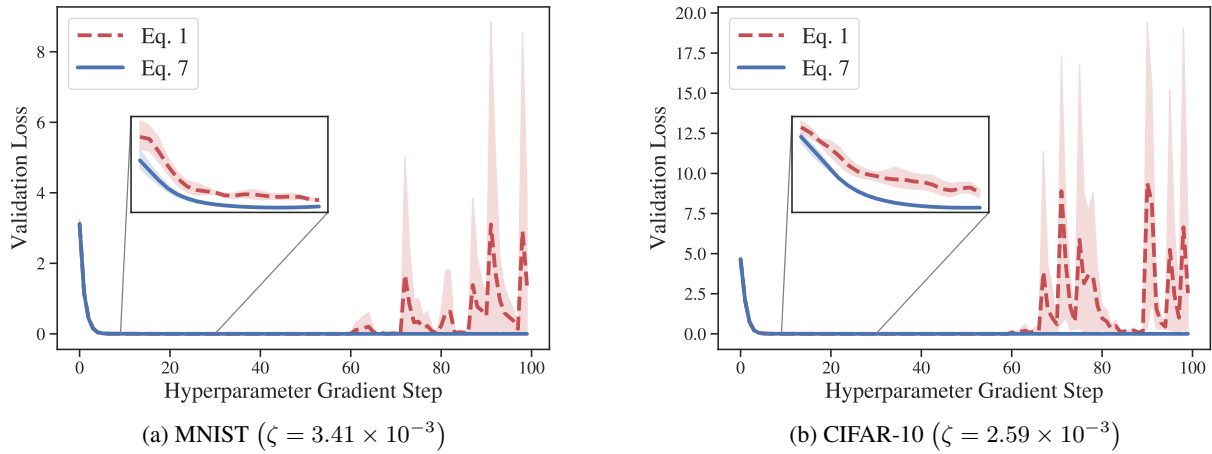 Eq. 1
Eq. 7
Validation Loss
8
6
4
2
0
0
20
40
60
80
100
Hyperparameter Gradient Step
(a) MNIST (ζ = 3.41 × 10⁻³)
Eq. 1
Eq. 7
Validation Loss
20.0
17.5
15.0
12.5
10.0
7.5
5.0
2.5
0.0
0
20
40
60
80
100
Hyperparameter Gradient Step
(b) CIFAR-10 (ζ = 2.59 × 10⁻³)